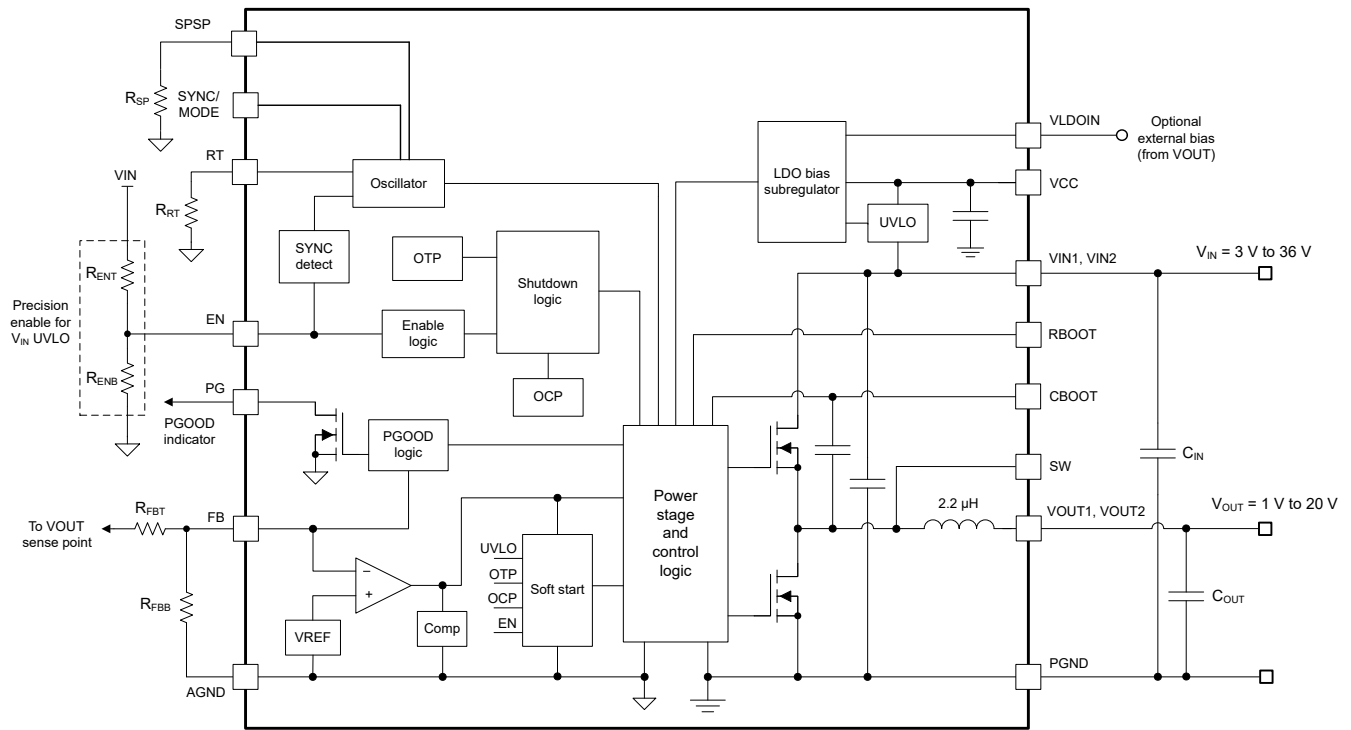 SPSP
RSP
SYNC/
MODE
RT
VIN
RRT
RENT
Precision
enable for
VIN UVLO
EN
RENB
PG
PGOOD
indicator
RFBT
To VOUT
sense point
FB
RFBB
AGND
Oscillator
SYNC
detect
OTP
Shutdown
logic
Enable
logic
OCP
PGOOD
logic
UVLO
OTP
OCP
EN
Soft start
−
+
VREF
Comp
Power
stage
and
control
logic
LDO bias
subregulator
UVLO
2.2 µH
VLDOIN
Optional
external bias
(from VOUT)
VCC
VIN1, VIN2
VIN = 3 V to 36 V
RBOOT
CBOOT
CIN
SW
VOUT1, VOUT2
VOUT = 1 V to 20 V
COUT
PGND